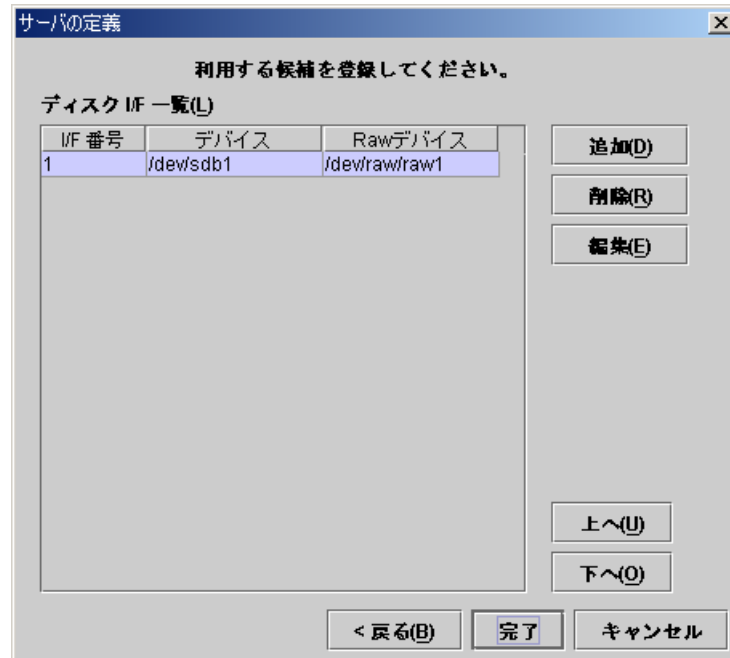 サーバの定義
利用する候補を登録してください。
ディスク I/F 一覧(L)
I/F 番号 デバイス Rawデバイス
1 /dev/sdb1 /dev/raw/raw1
追加(D)
削除(R)
編集(E)
上へ(U)
下へ(O)
< 戻る(B) 完了 キャンセル